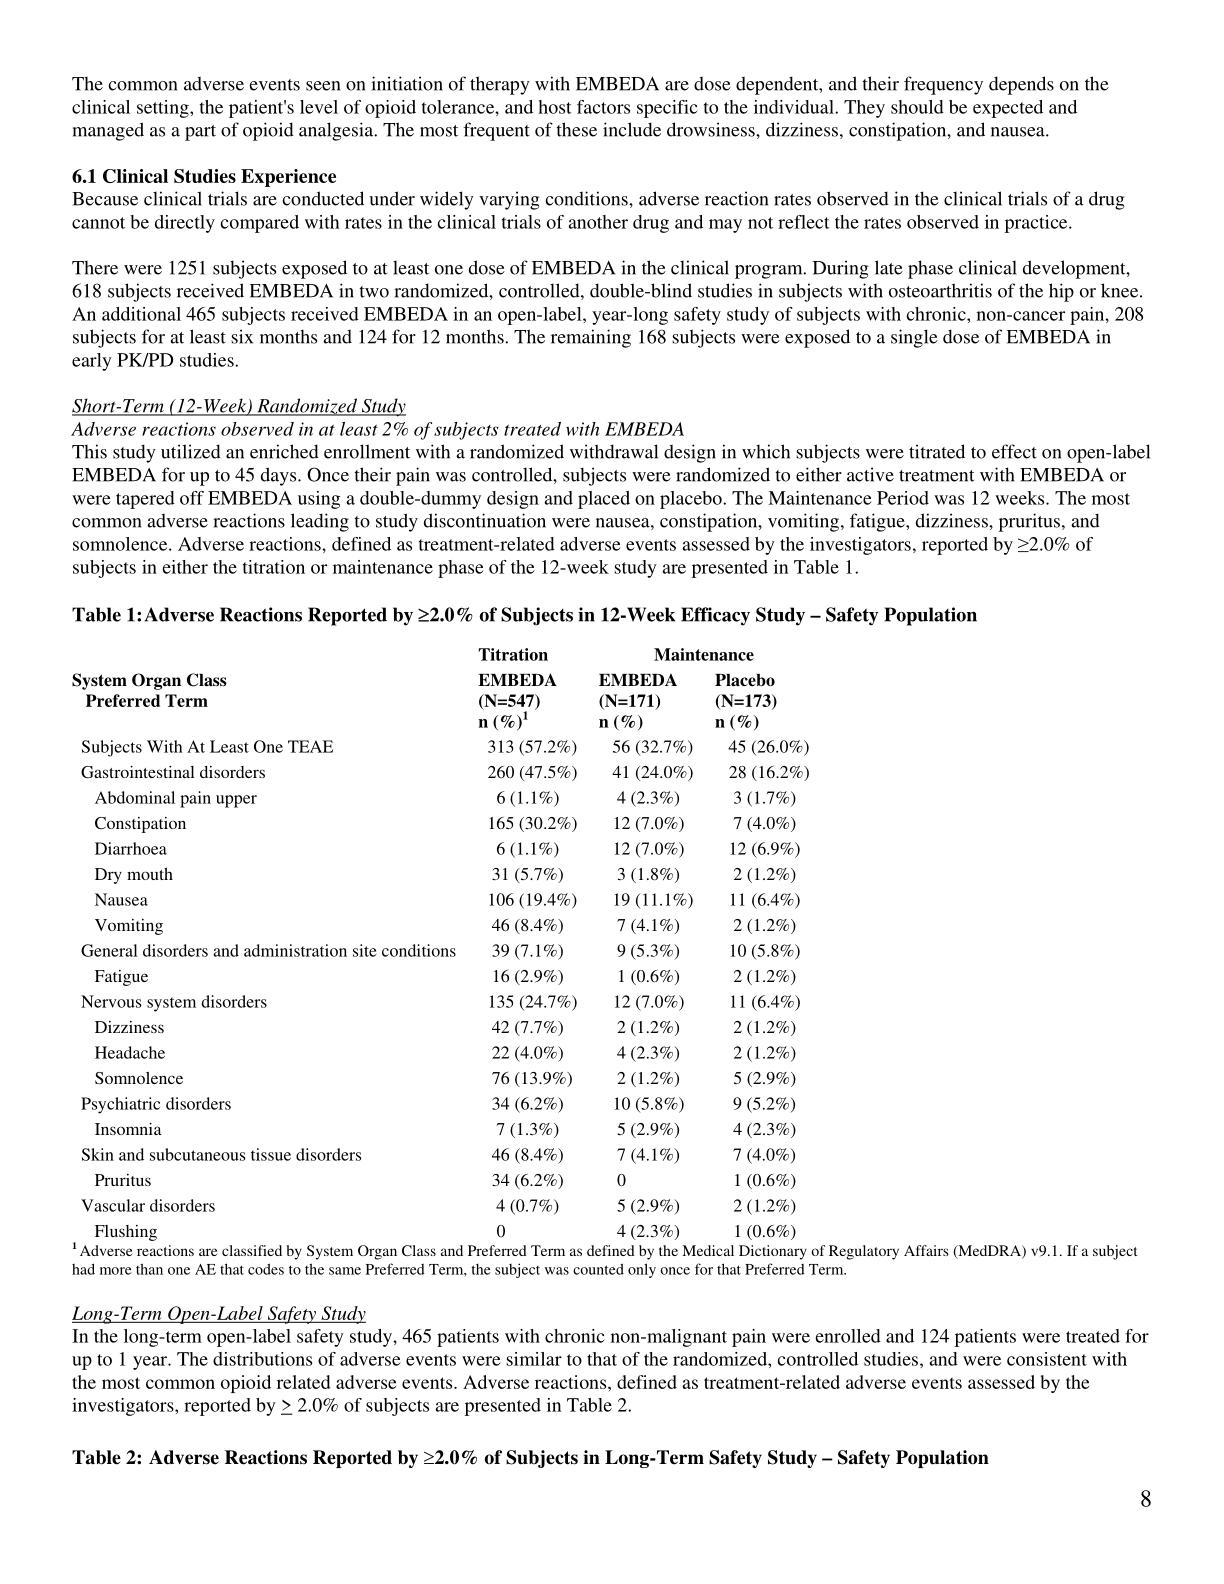 The common adverse events seen on initiation of therapy with EMBEDA are dose dependent, and their frequency depends on the
clinical setting, the patient's level of opioid tolerance, and host factors specific to the individual. They should be expected and
managed as a part of opioid analgesia. The most frequent of these include drowsiness, dizziness, constipation, and nausea.
6.1 Clinical Studies Experience
Because clinical trials are conducted under widely varying conditions, adverse reaction rates observed in the clinical trials of a drug
cannot be directly compared with rates in the clinical trials of another drug and may not reflect the rates observed in practice.
There were 1251 subjects exposed to at least one dose of EMBEDA in the clinical program. During late phase clinical development,
618 subjects received EMBEDA in two randomized, controlled, double-blind studies in subjects with osteoarthritis of the hip or knee.
An additional 465 subjects received EMBEDA in an open-label, year-long safety study of subjects with chronic, non-cancer pain, 208
subjects for at least six months and 124 for 12 months. The remaining 168 subjects were exposed to a single dose of EMBEDA in
early PK/PD studies.
Short-Term (12-Week) Randomized Study
Adverse reactions observed in at least 2% of subjects treated with EMBEDA
This study utilized an enriched enrollment with a randomized withdrawal design in which subjects were titrated to effect on open-label
EMBEDA for up to 45 days. Once their pain was controlled, subjects were randomized to either active treatment with EMBEDA or
were tapered off EMBEDA using a double-dummy design and placed on placebo. The Maintenance Period was 12 weeks. The most
common adverse reactions leading to study discontinuation were nausea, constipation, vomiting, fatigue, dizziness, pruritus, and
somnolence. Adverse reactions, defined as treatment-related adverse events assessed by the investigators, reported by ≥2.0% of
subjects in either the titration or maintenance phase of the 12-week study are presented in Table 1.
Table 1: Adverse Reactions Reported by ≥2.0% of Subjects in 12-Week Efficacy Study – Safety Population
Titration Maintenance
System Organ Class EMBEDA EMBEDA Placebo
Preferred Term (N=547) (N=171) (N=173)
n (%)¹ n (%) n (%)
Subjects With At Least One TEAE 313 (57.2%) 56 (32.7%) 45 (26.0%)
Gastrointestinal disorders 260 (47.5%) 41 (24.0%) 28 (16.2%)
Abdominal pain upper 6 (1.1%) 4 (2.3%) 3 (1.7%)
Constipation 165 (30.2%) 12 (7.0%) 7 (4.0%)
Diarrhoea 6 (1.1%) 12 (7.0%) 12 (6.9%)
Dry mouth 31 (5.7%) 3 (1.8%) 2 (1.2%)
Nausea 106 (19.4%) 19 (11.1%) 11 (6.4%)
Vomiting 46 (8.4%) 7 (4.1%) 2 (1.2%)
General disorders and administration site conditions 39 (7.1%) 9 (5.3%) 10 (5.8%)
Fatigue 16 (2.9%) 1 (0.6%) 2 (1.2%)
Nervous system disorders 135 (24.7%) 12 (7.0%) 11 (6.4%)
Dizziness 42 (7.7%) 2 (1.2%) 2 (1.2%)
Headache 22 (4.0%) 4 (2.3%) 2 (1.2%)
Somnolence 76 (13.9%) 2 (1.2%) 5 (2.9%)
Psychiatric disorders 34 (6.2%) 10 (5.8%) 9 (5.2%)
Insomnia 7 (1.3%) 5 (2.9%) 4 (2.3%)
Skin and subcutaneous tissue disorders 46 (8.4%) 7 (4.1%) 7 (4.0%)
Pruritus 34 (6.2%) 0 1 (0.6%)
Vascular disorders 4 (0.7%) 5 (2.9%) 2 (1.2%)
Flushing 0 4 (2.3%) 1 (0.6%)
¹ Adverse reactions are classified by System Organ Class and Preferred Term as defined by the Medical Dictionary of Regulatory Affairs (MedDRA) v9.1. If a subject
had more than one AE that codes to the same Preferred Term, the subject was counted only once for that Preferred Term.
Long-Term Open-Label Safety Study
In the long-term open-label safety study, 465 patients with chronic non-malignant pain were enrolled and 124 patients were treated for
up to 1 year. The distributions of adverse events were similar to that of the randomized, controlled studies, and were consistent with
the most common opioid related adverse events. Adverse reactions, defined as treatment-related adverse events assessed by the
investigators, reported by ≥ 2.0% of subjects are presented in Table 2.
Table 2: Adverse Reactions Reported by ≥2.0% of Subjects in Long-Term Safety Study – Safety Population
8